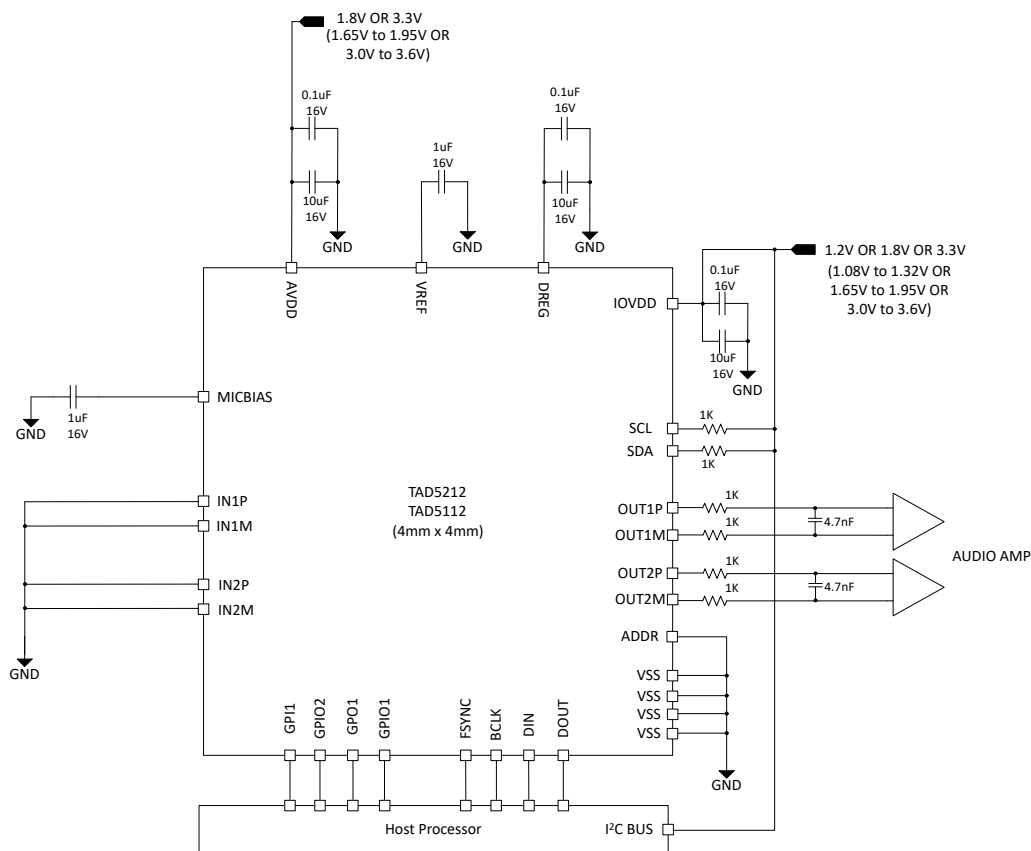 1.8V OR 3.3V
(1.65V to 1.95V OR
3.0V to 3.6V)
0.1uF
16V
10uF
16V
GND
1uF
16V
GND
0.1uF
16V
10uF
16V
GND
1.2V OR 1.8V OR 3.3V
(1.08V to 1.32V OR
1.65V to 1.95V OR
3.0V to 3.6V)
0.1uF
16V
10uF
16V
GND
AVDD
VREF
DREG
IOVDD
MICBIAS
1uF
16V
GND
SCL
1K
SDA
1K
TAD5212
TAD5112
(4mm x 4mm)
IN1P
IN1M
IN2P
IN2M
GND
OUT1P
1K
OUT1M
1K
4.7nF
OUT2P
1K
OUT2M
1K
4.7nF
AUDIO AMP
ADDR
VSS
VSS
VSS
VSS
GND
GPI1
GPIO2
GPO1
GPIO1
FSYNC
BCLK
DIN
DOUT
Host Processor
I²C BUS